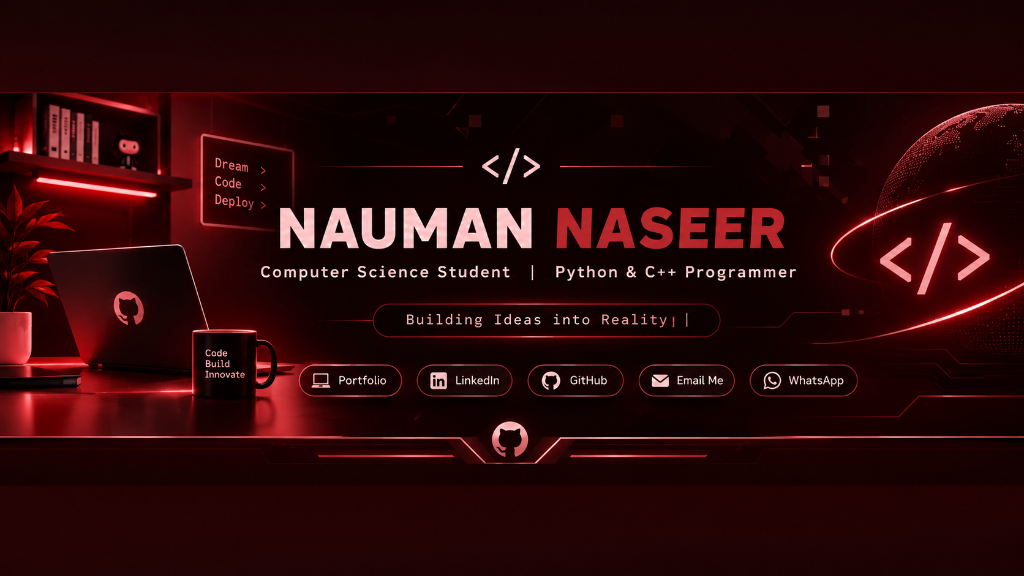 Dream >
Code >
Deploy >
</>
NAUMAN NASEER
Computer Science Student | Python & C++ Programmer
Building Ideas into Reality||
</>
Code
Build
Innovate
Portfolio
LinkedIn
GitHub
Email Me
WhatsApp